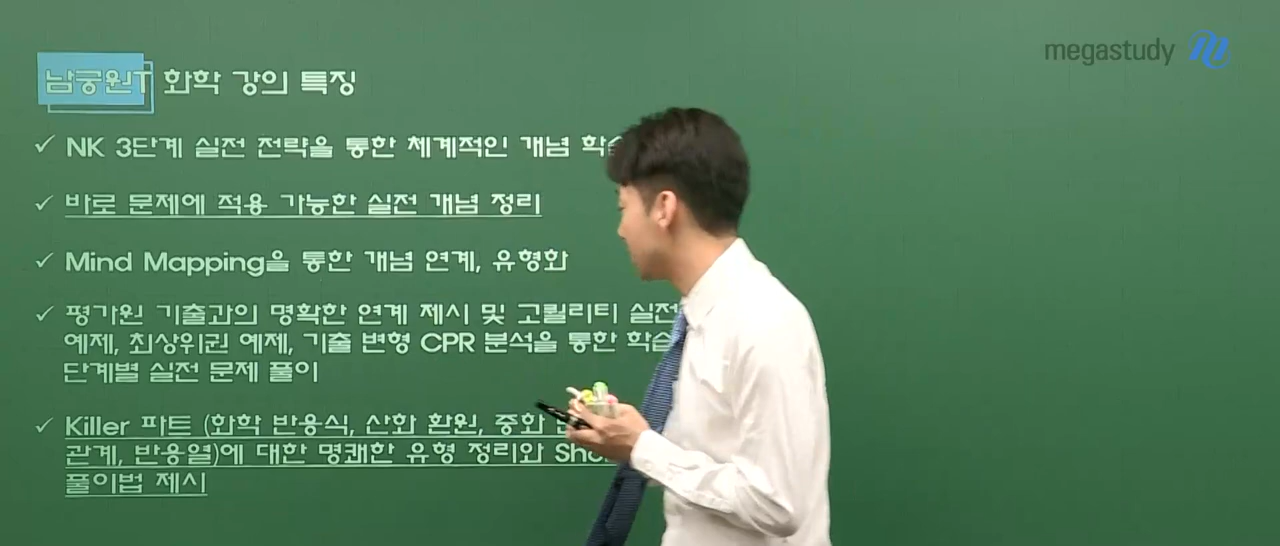 megastudy
남궁원T 화학 강의 특징
✓ NK 3단계 실전 전략을 통한 체계적인 개념
✓ 바로 문제에 적용 가능한 실전 개념 정리
✓ Mind Mapping을 통한 개념 연계, 유형화
✓ 평가원 기출과의 명확한 연계 제시 및 고퀄리티 실전
예제, 최상위권 예제, 기출 변형 CPR 분석을 통한
단계별 실전 문제 풀이
✓ Killer 파트 (화학 반응식, 산화 환원, 중화
관계, 반응열)에 대한 명쾌한 유형 정리와
풀이법 제시